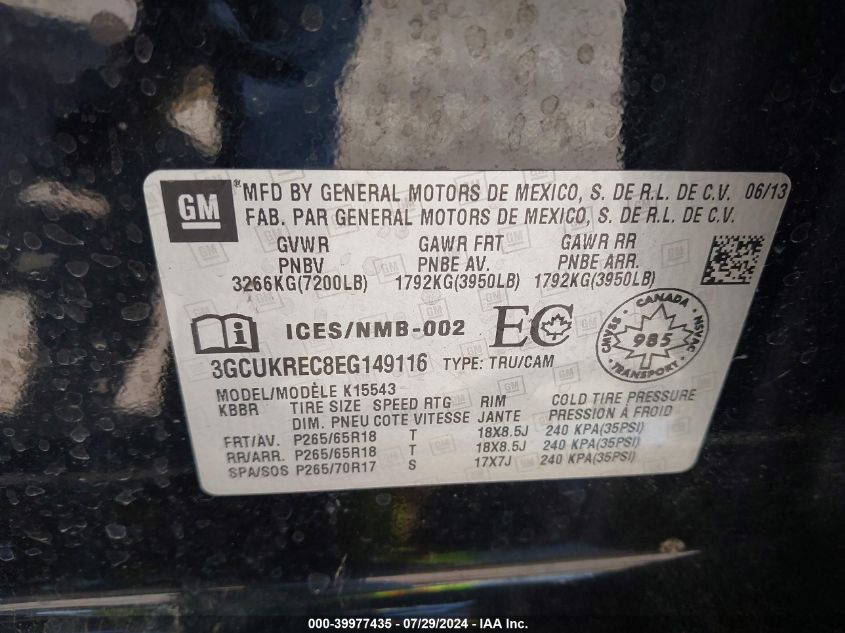 GM ® MFD BY GENERAL MOTORS DE MEXICO, S. DE R.L. DE C.V. 06/13
FAB. PAR GENERAL MOTORS DE MEXICO, S. DE R.L. DE C.V.
GVWR GAWR FRT GAWR RR
PNBV PNBE AV. PNBE ARR.
3266KG(7200LB) 1792KG(3950LB) 1792KG(3950LB)
i ICES/NMB-002 EC CANADA CMVSS 985 NSVAC TRANSPORT
3GCUKREC8EG149116 TYPE: TRU/CAM
MODEL/MODÈLE K15543
KBBR TIRE SIZE SPEED RTG RIM COLD TIRE PRESSURE
DIM. PNEU COTE VITESSE JANTE PRESSION À FROID
FRT/AV. P265/65R18 T 18X8.5J 240 KPA(35PSI)
RR/ARR. P265/65R18 T 18X8.5J 240 KPA(35PSI)
SPA/SOS P265/70R17 S 17X7J 240 KPA(35PSI)
000-39977435 - 07/29/2024 - IAA Inc.